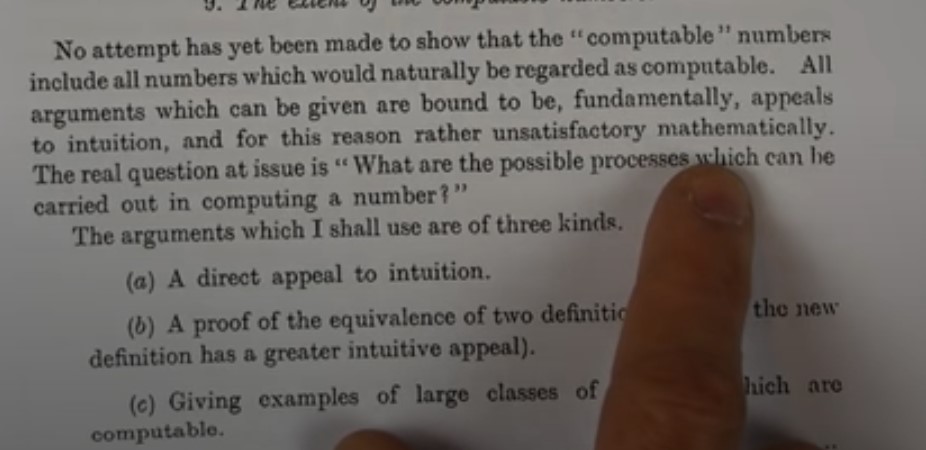 9. The extent of the computable
No attempt has yet been made to show that the “computable” numbers
include all numbers which would naturally be regarded as computable. All
arguments which can be given are bound to be, fundamentally, appeals
to intuition, and for this reason rather unsatisfactory mathematically.
The real question at issue is “What are the possible processes which can be
carried out in computing a number?”
The arguments which I shall use are of three kinds.
(a) A direct appeal to intuition.
(b) A proof of the equivalence of two the new
definition has a greater intuitive appeal).
(c) Giving examples of large classes of are
computable.